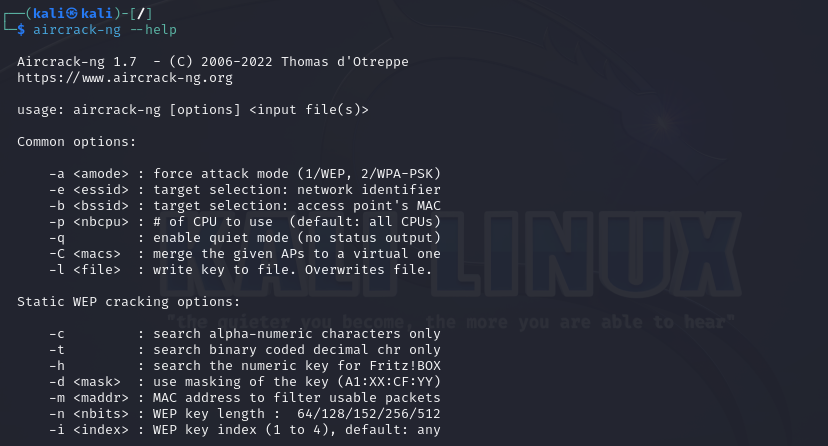 ┌──(kali㉿kali)-[/]
└─$ aircrack-ng --help

  Aircrack-ng 1.7  - (C) 2006-2022 Thomas d'Otreppe
  https://www.aircrack-ng.org

  usage: aircrack-ng [options] <input file(s)>

  Common options:

      -a <amode> : force attack mode (1/WEP, 2/WPA-PSK)
      -e <essid> : target selection: network identifier
      -b <bssid> : target selection: access point's MAC
      -p <nbcpu> : # of CPU to use  (default: all CPUs)
      -q         : enable quiet mode (no status output)
      -C <macs>  : merge the given APs to a virtual one
      -l <file>  : write key to file. Overwrites file.

  Static WEP cracking options:

      -c         : search alpha-numeric characters only
      -t         : search binary coded decimal chr only
      -h         : search the numeric key for Fritz!BOX
      -d <mask>  : use masking of the key (A1:XX:CF:YY)
      -m <maddr> : MAC address to filter usable packets
      -n <nbits> : WEP key length :  64/128/152/256/512
      -i <index> : WEP key index (1 to 4), default: any
KALI LINUX
"the quieter you become, the more you are able to hear"